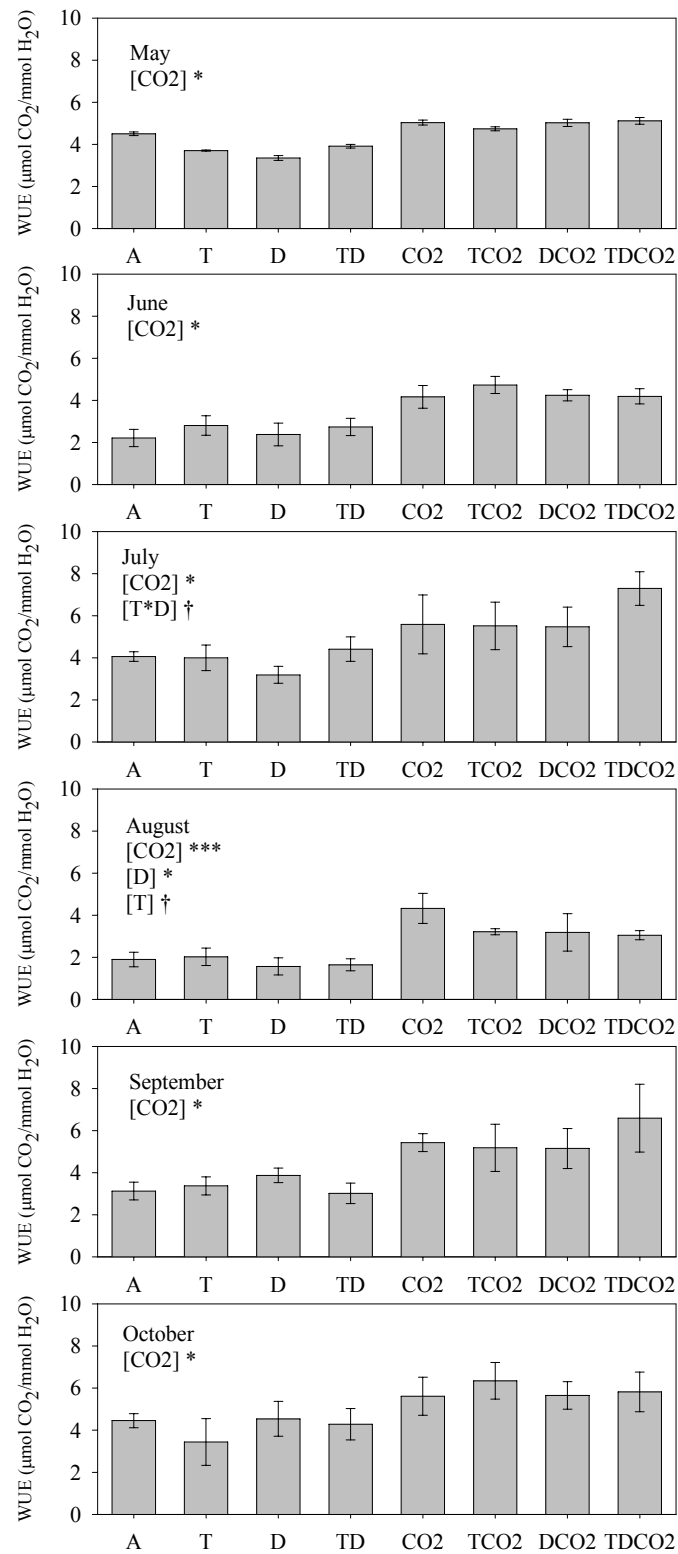 WUE (μmol CO₂/mmol H₂O)
10
8
6
4
2
0
May
[CO2] *
A T D TD CO2 TCO2 DCO2 TDCO2
WUE (μmol CO₂/mmol H₂O)
10
8
6
4
2
0
June
[CO2] *
A T D TD CO2 TCO2 DCO2 TDCO2
WUE (μmol CO₂/mmol H₂O)
10
8
6
4
2
0
July
[CO2] *
[T*D] †
A T D TD CO2 TCO2 DCO2 TDCO2
WUE (μmol CO₂/mmol H₂O)
10
8
6
4
2
0
August
[CO2] ***
[D] *
[T] †
A T D TD CO2 TCO2 DCO2 TDCO2
WUE (μmol CO₂/mmol H₂O)
10
8
6
4
2
0
September
[CO2] *
A T D TD CO2 TCO2 DCO2 TDCO2
WUE (μmol CO₂/mmol H₂O)
10
8
6
4
2
0
October
[CO2] *
A T D TD CO2 TCO2 DCO2 TDCO2